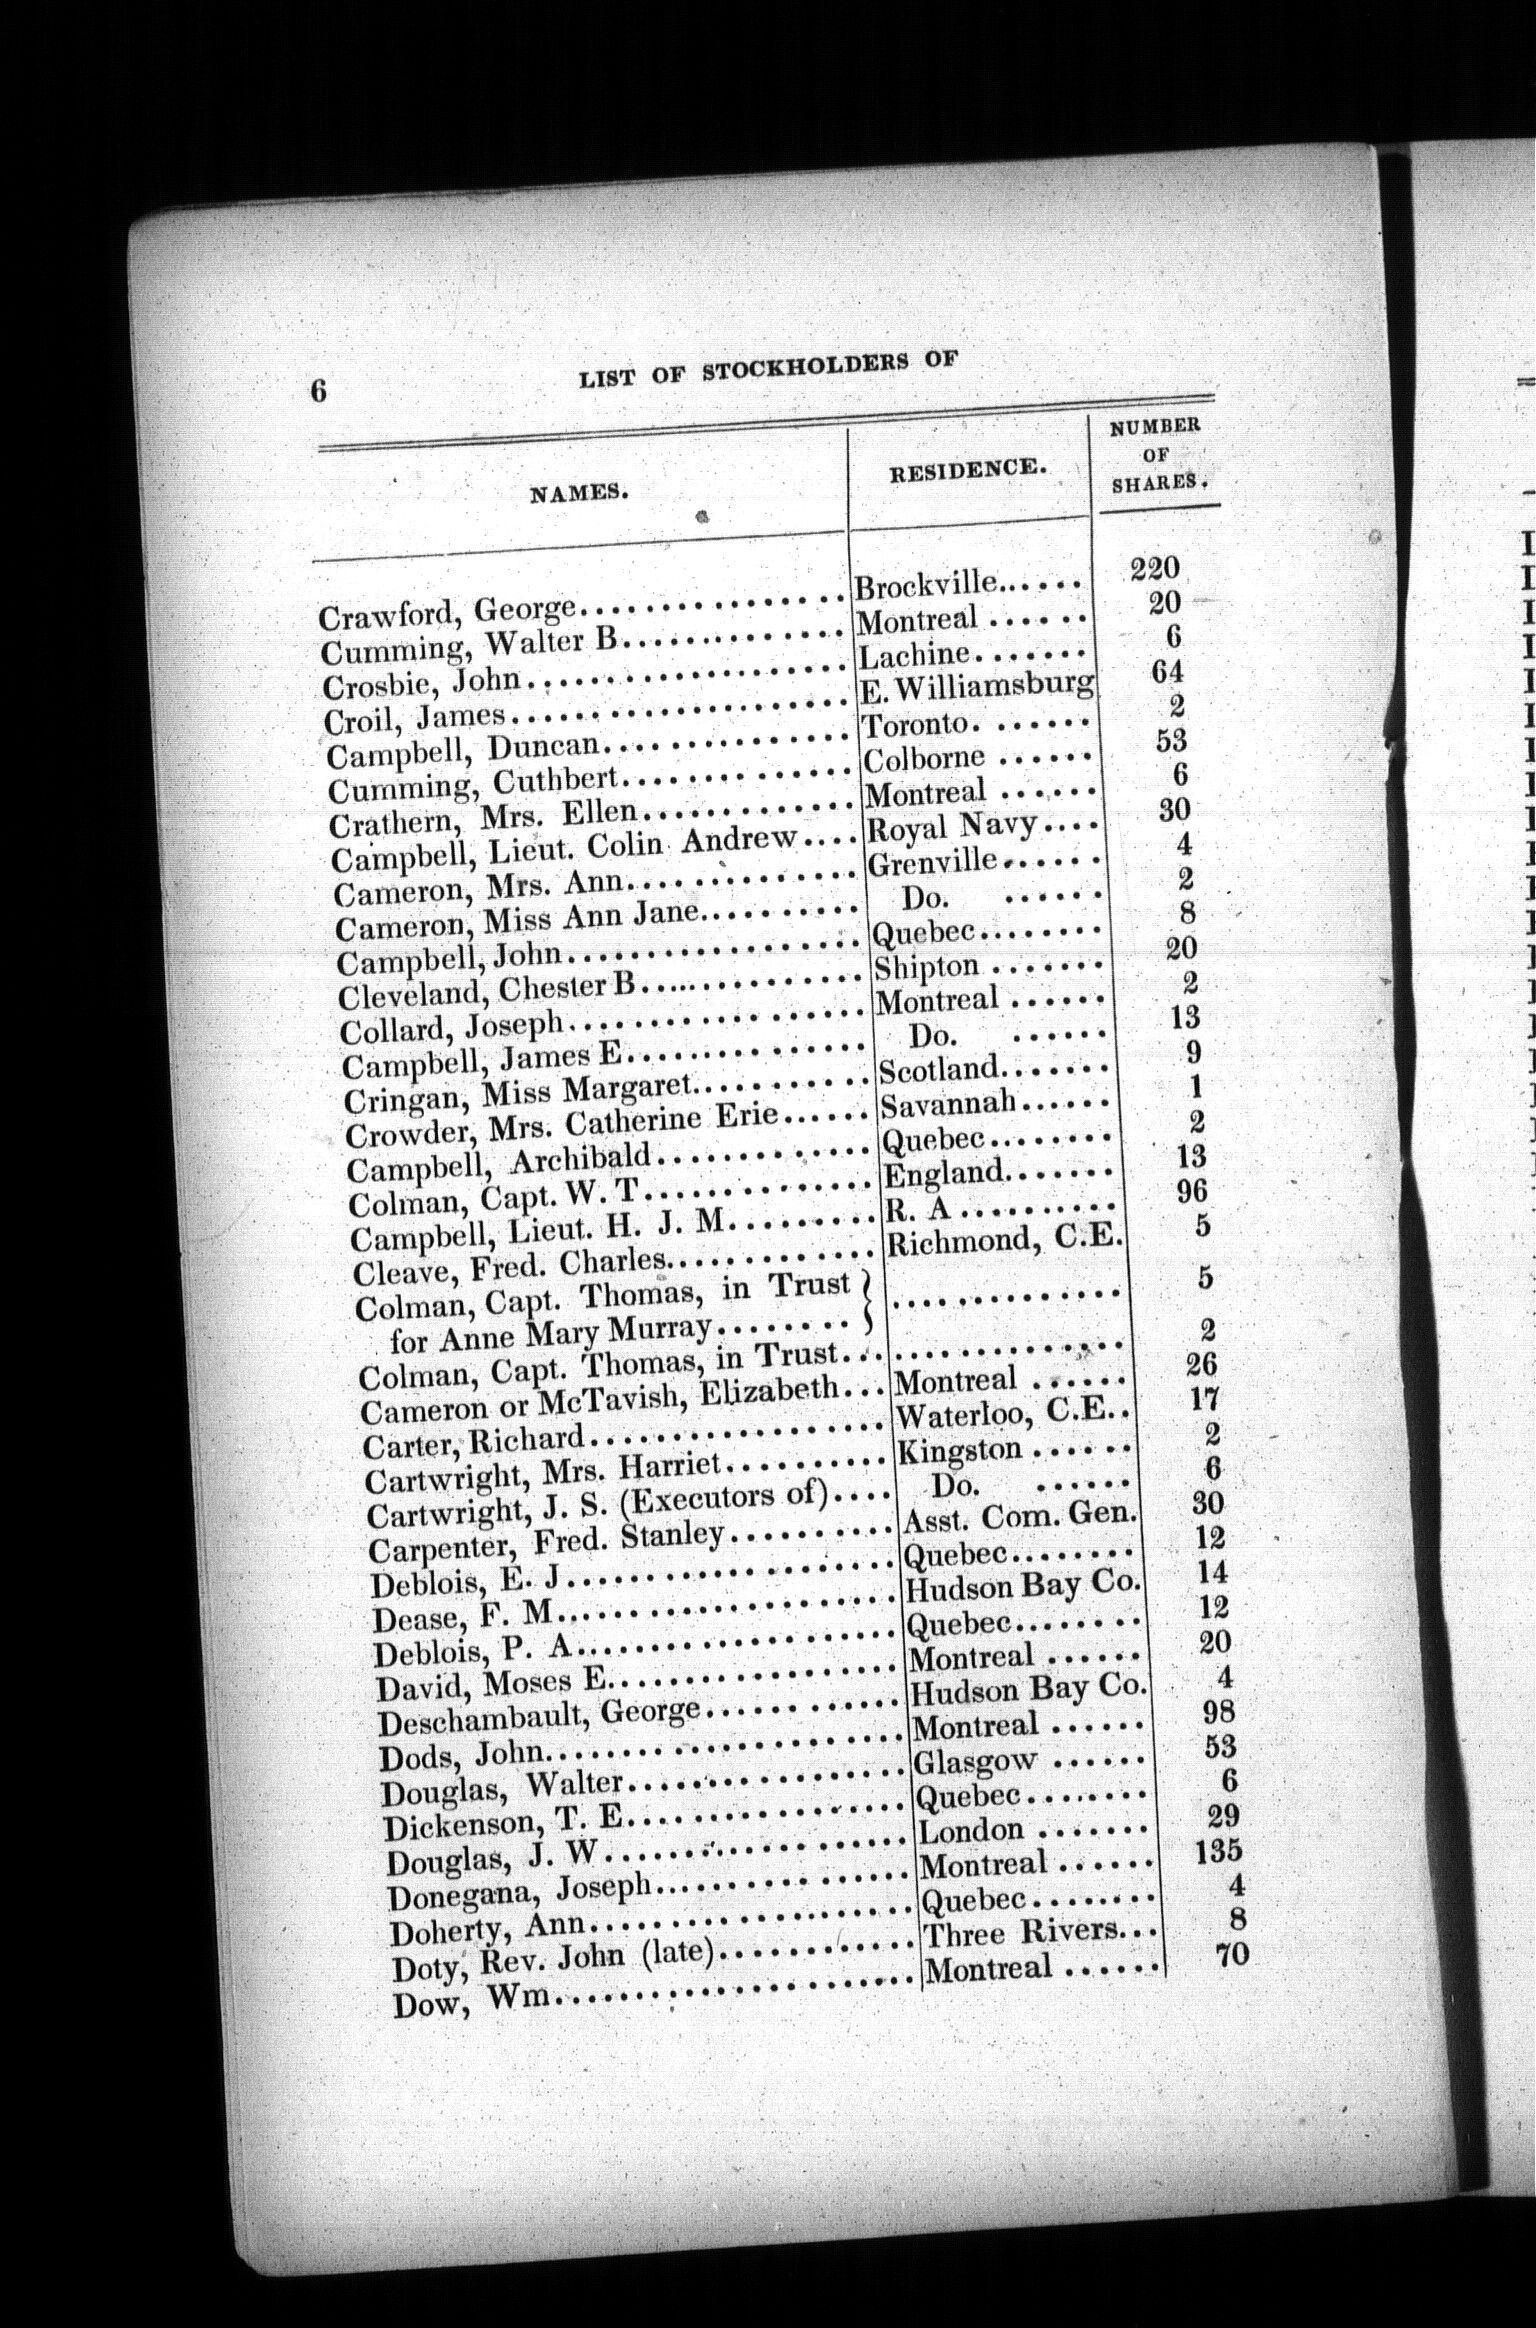 6 LIST OF STOCKHOLDERS OF
NAMES. RESIDENCE. NUMBER
OF
SHARES.
Crawford, George................ Brockville...... 220
Cumming, Walter B.............. Montreal ...... 20
Crosbie, John.................... Lachine....... 6
Croil, James..................... E. Williamsburg 64
Campbell, Duncan............... Toronto. ...... 2
Cumming, Cuthbert.............. Colborne ...... 53
Crathern, Mrs. Ellen............. Montreal ...... 6
Campbell, Lieut. Colin Andrew.... Royal Navy.... 30
Cameron, Mrs. Ann.............. Grenville...... 4
Cameron, Miss Ann Jane.......... Do. ...... 2
Campbell, John................... Quebec........ 8
Cleveland, Chester B.............. Shipton ....... 20
Collard, Joseph................... Montreal ...... 2
Campbell, James E............... Do. ...... 13
Cringan, Miss Margaret........... Scotland....... 9
Crowder, Mrs. Catherine Erie...... Savannah...... 1
Campbell, Archibald............. Quebec........ 2
Colman, Capt. W. T.............. England....... 13
Campbell, Lieut. H. J. M......... R. A .......... 96
Cleave, Fred. Charles............. Richmond, C.E. 5
Colman, Capt. Thomas, in Trust }
for Anne Mary Murray........ } .............. 5
Colman, Capt. Thomas, in Trust... .............. 2
Cameron or McTavish, Elizabeth... Montreal ...... 26
Carter, Richard.................. Waterloo, C.E.. 17
Cartwright, Mrs. Harriet.......... Kingston ...... 2
Cartwright, J. S. (Executors of).... Do. ...... 6
Carpenter, Fred. Stanley.......... Asst. Com. Gen. 30
Deblois, E. J.................... Quebec........ 12
Dease, F. M..................... Hudson Bay Co. 14
Deblois, P. A.................... Quebec........ 12
David, Moses E.................. Montreal ...... 20
Deschambault, George............ Hudson Bay Co. 4
Dods, John...................... Montreal ...... 98
Douglas, Walter................. Glasgow ...... 53
Dickenson, T. E................. Quebec........ 6
Douglas, J. W................... London ....... 29
Donegana, Joseph................ Montreal ...... 135
Doherty, Ann.................... Quebec........ 4
Doty, Rev. John (late)............ Three Rivers... 8
Dow, Wm...................... Montreal ...... 70